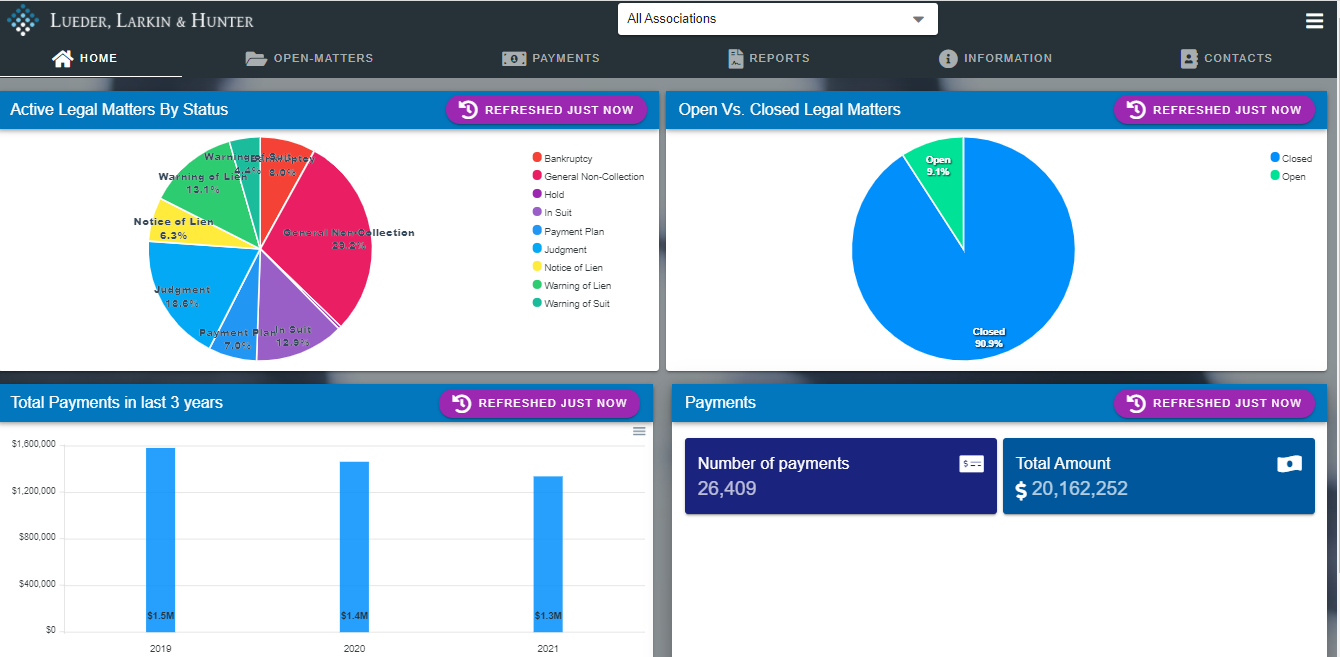 LUEDER, LARKIN & HUNTER
All Associations
HOME
OPEN-MATTERS
PAYMENTS
REPORTS
INFORMATION
CONTACTS
Active Legal Matters By Status
REFRESHED JUST NOW
Warning of Suit
4.4%
Bankruptcy
8.0%
Warning of Lien
13.1%
Notice of Lien
6.3%
General Non-Collection
29.2%
Judgment
18.6%
Payment Plan
7.0%
In Suit
12.9%
Bankruptcy
General Non-Collection
Hold
In Suit
Payment Plan
Judgment
Notice of Lien
Warning of Lien
Warning of Suit
Open Vs. Closed Legal Matters
REFRESHED JUST NOW
Open
9.1%
Closed
90.9%
Closed
Open
Total Payments in last 3 years
REFRESHED JUST NOW
$1,600,000
$1,200,000
$800,000
$400,000
$0
$1.5M
$1.4M
$1.3M
2019
2020
2021
Payments
REFRESHED JUST NOW
Number of payments
26,409
Total Amount
$ 20,162,252